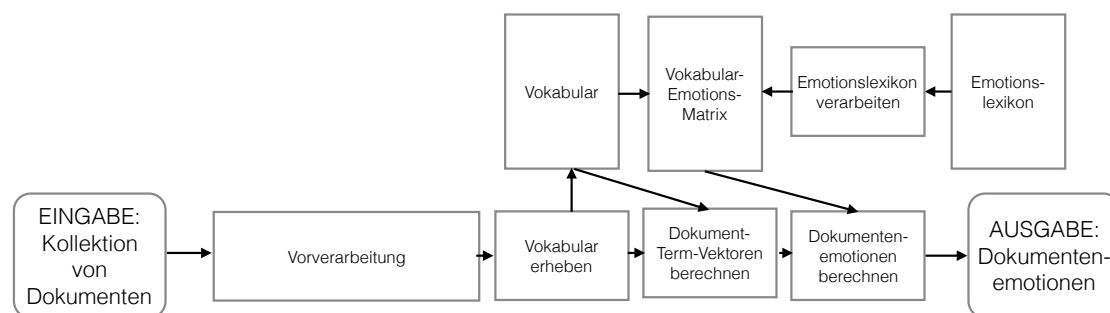 Vokabular
Vokabular-
Emotions-
Matrix
Emotionslexikon
verarbeiten
Emotions-
lexikon
EINGABE:
Kollektion
von
Dokumenten
Vorverarbeitung
Vokabular
erheben
Dokument-
Term-Vektoren
berechnen
Dokumenten-
emotionen
berechnen
AUSGABE:
Dokumenten-
emotionen